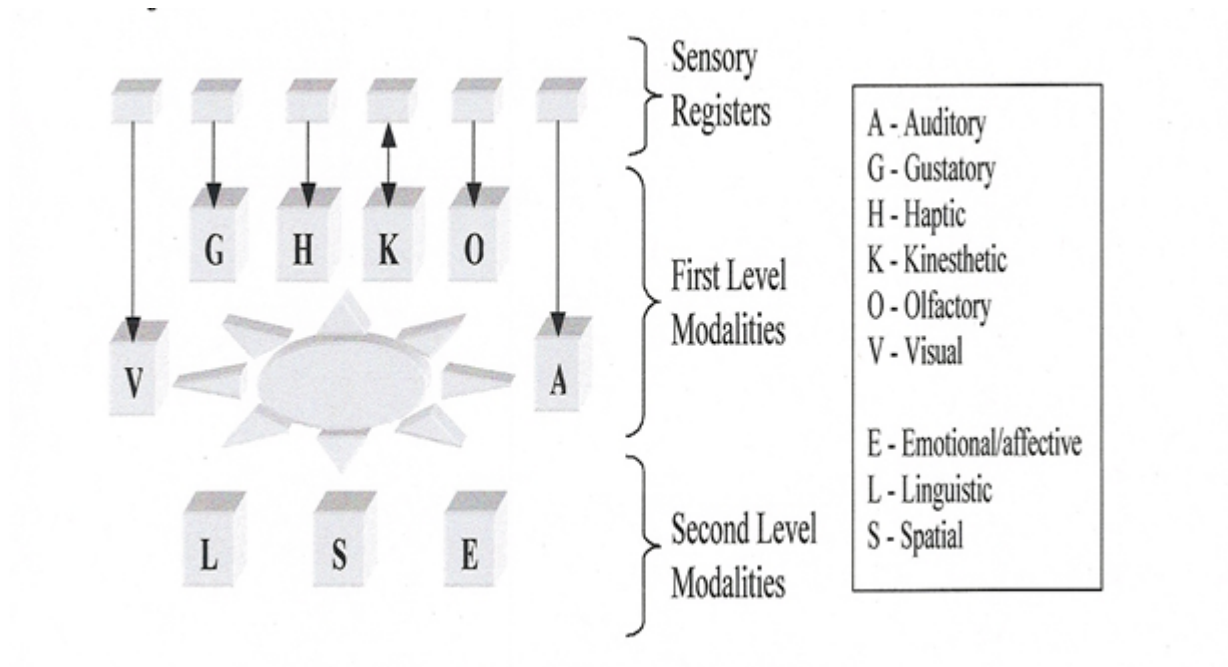 Sensory
Registers
G
H
K
O
First Level
Modalities
V
A
L
S
E
Second Level
Modalities
A - Auditory
G - Gustatory
H - Haptic
K - Kinesthetic
O - Olfactory
V - Visual
E - Emotional/affective
L - Linguistic
S - Spatial